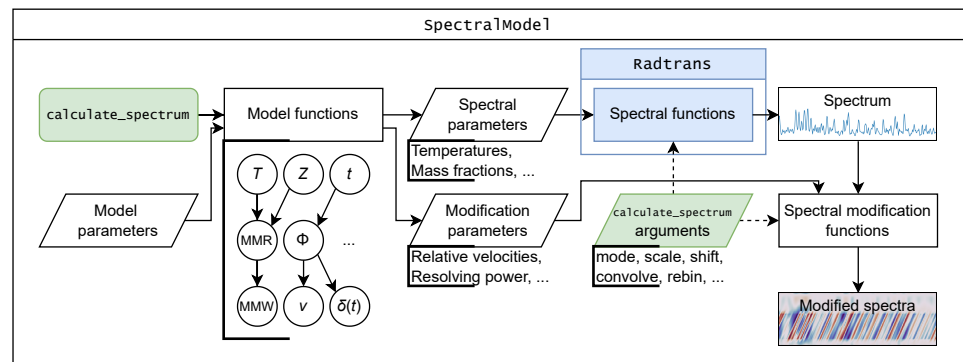 SpectralModel
Radtrans
calculate_spectrum
Model functions
Spectral
parameters
Spectral functions
Spectrum
Temperatures,
Mass fractions, ...
T
Z
t
Model
parameters
MMR
Φ
...
Modification
parameters
calculate_spectrum
arguments
Spectral modification
functions
Relative velocities,
Resolving power, ...
mode, scale, shift,
convolve, rebin, ...
MMW
v
δ(t)
Modified spectra